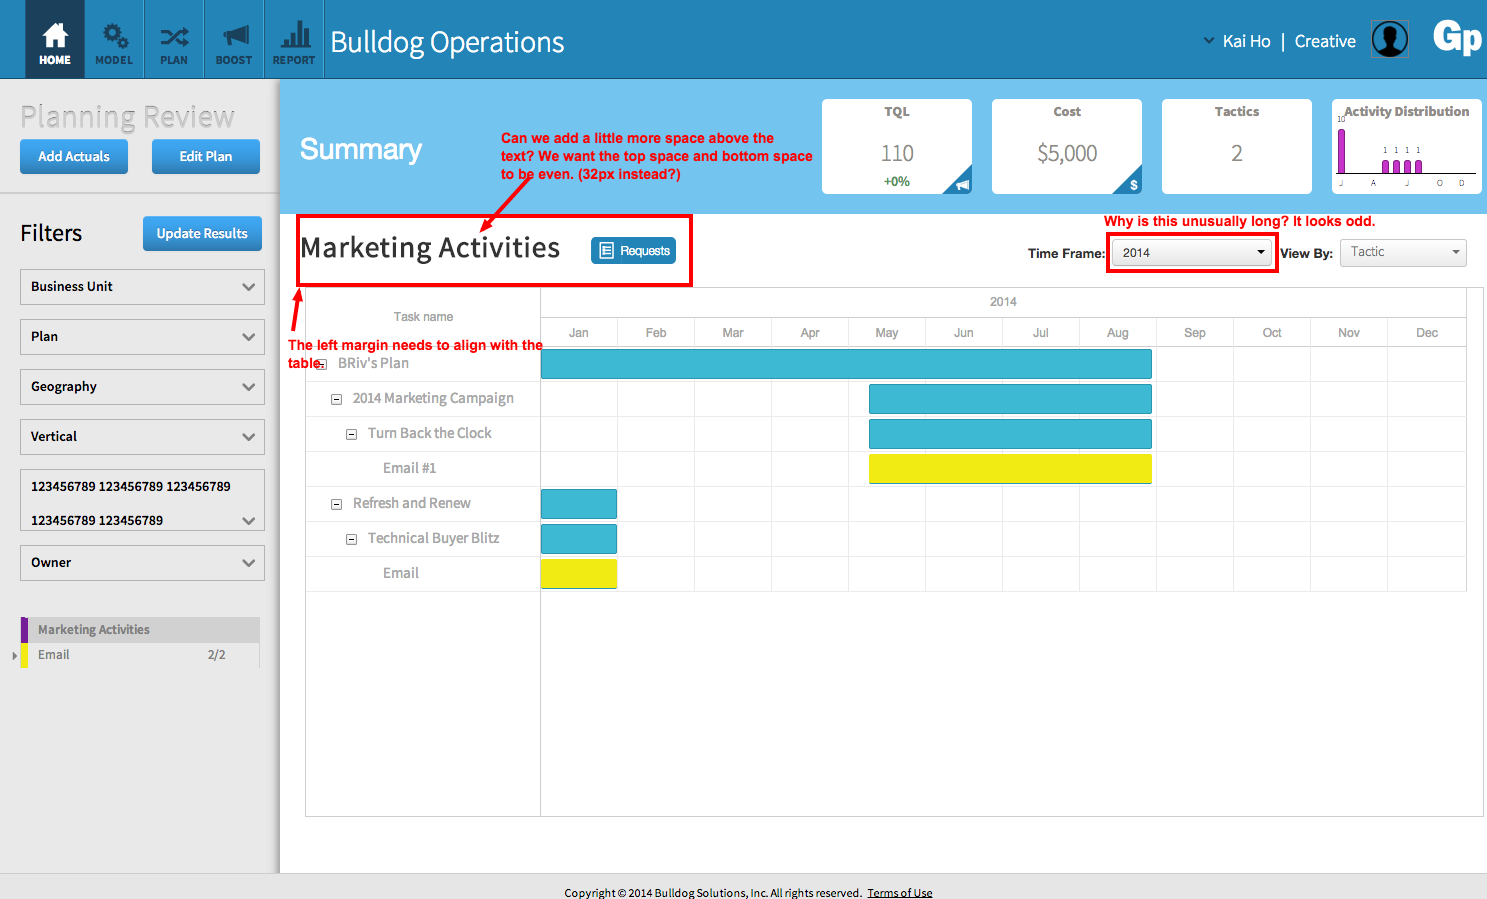 HOME
MODEL
PLAN
BOOST
REPORT
Bulldog Operations
Kai Ho | Creative
Gp
Planning Review
Add Actuals
Edit Plan
Filters
Update Results
Business Unit
Plan
Geography
Vertical
123456789 123456789 123456789
123456789 123456789
Owner
Marketing Activities
Email 2/2
Summary
Can we add a little more space above the
text? We want the top space and bottom space
to be even. (32px instead?)
TQL
110
+0%
Cost
$5,000
$
Tactics
2
Activity Distribution
10
1 1 1 1
J A J O D
Marketing Activities
Requests
Why is this unusually long? It looks odd.
Time Frame: 2014
View By: Tactic
The left margin needs to align with the
table.
Task name
2014
Jan Feb Mar Apr May Jun Jul Aug Sep Oct Nov Dec
BRiv's Plan
2014 Marketing Campaign
Turn Back the Clock
Email #1
Refresh and Renew
Technical Buyer Blitz
Email
Copyright © 2014 Bulldog Solutions, Inc. All rights reserved. Terms of Use